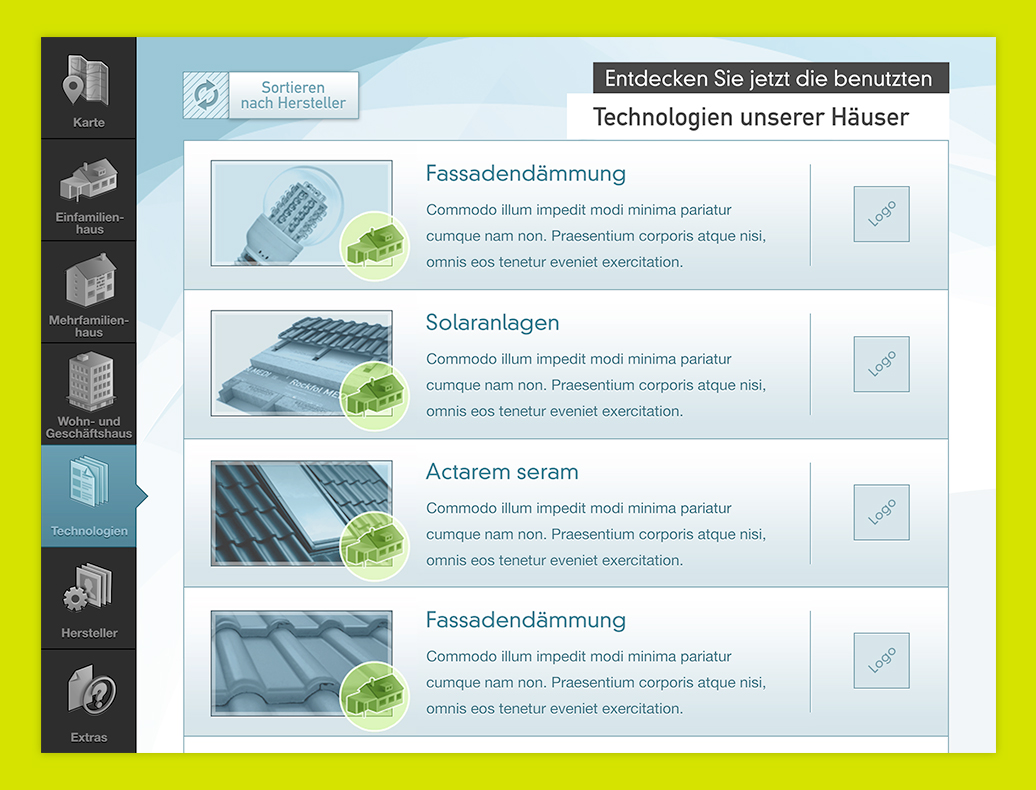 Karte
Einfamilien-
haus
Mehrfamilien-
haus
Wohn- und
Geschäftshaus
Technologien
Hersteller
Extras
Sortieren
nach Hersteller
Entdecken Sie jetzt die benutzten
Technologien unserer Häuser
Fassadendämmung
Commodo illum impedit modi minima pariatur
cumque nam non. Praesentium corporis atque nisi,
omnis eos tenetur eveniet exercitation.
Logo
Solaranlagen
Commodo illum impedit modi minima pariatur
cumque nam non. Praesentium corporis atque nisi,
omnis eos tenetur eveniet exercitation.
Logo
Actarem seram
Commodo illum impedit modi minima pariatur
cumque nam non. Praesentium corporis atque nisi,
omnis eos tenetur eveniet exercitation.
Logo
Fassadendämmung
Commodo illum impedit modi minima pariatur
cumque nam non. Praesentium corporis atque nisi,
omnis eos tenetur eveniet exercitation.
Logo